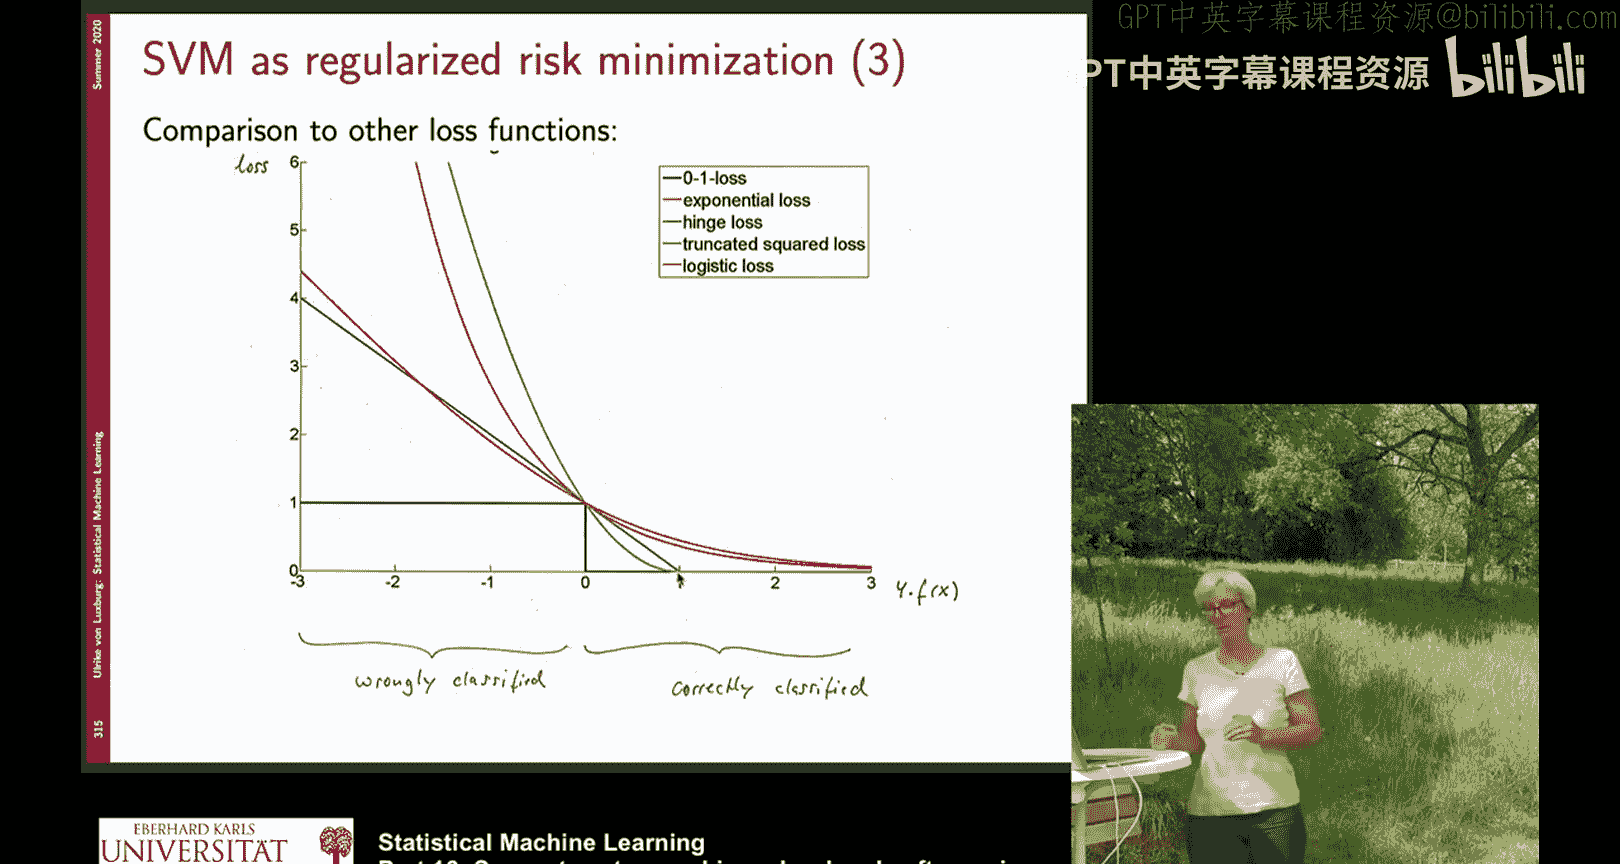 GPT中英字幕课程资源@bilibili.com
PT中英字幕课程资源 bilibili
Summer 2020
SVM as regularized risk minimization (3)
Comparison to other loss functions:
loss
6
5
4
3
2
1
0
-3 -2 -1 0 1 2 3
Y.f(x)
0-1-loss
exponential loss
hinge loss
truncated squared loss
logistic loss
wrongly classified
correctly classified
Ulrike von Luxburg: Statistical Machine Learning
315
EBERHARD KARLS
UNIVERSITÄT
Statistical Machine Learning